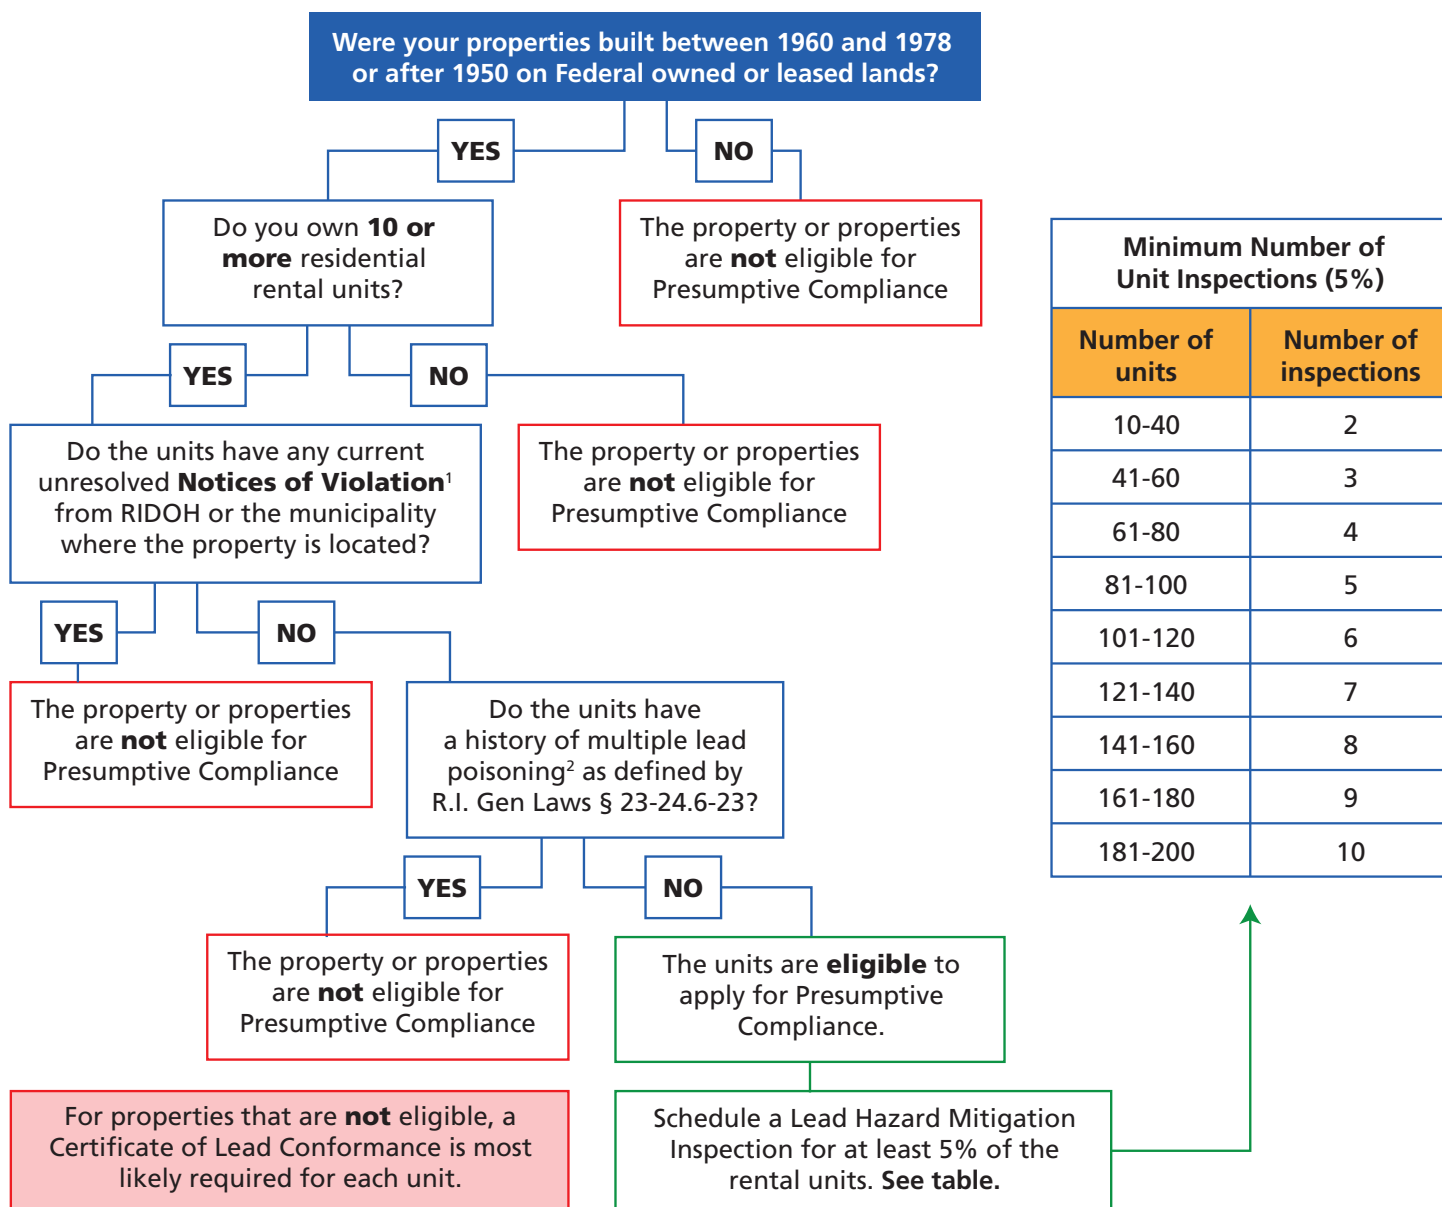 Were your properties built between 1960 and 1978
or after 1950 on Federal owned or leased lands?
YES
NO
Do you own 10 or
more residential
rental units?
The property or properties
are not eligible for
Presumptive Compliance
YES
NO
Do the units have any current
unresolved Notices of Violation¹
from RIDOH or the municipality
where the property is located?
The property or properties
are not eligible for
Presumptive Compliance
YES
NO
The property or properties
are not eligible for
Presumptive Compliance
Do the units have
a history of multiple lead
poisoning² as defined by
R.I. Gen Laws § 23-24.6-23?
YES
NO
The property or properties
are not eligible for
Presumptive Compliance
The units are eligible to
apply for Presumptive
Compliance.
For properties that are not eligible, a
Certificate of Lead Conformance is most
likely required for each unit.
Schedule a Lead Hazard Mitigation
Inspection for at least 5% of the
rental units. See table.
Minimum Number of
Unit Inspections (5%)
Number of units Number of inspections
10-40 2
41-60 3
61-80 4
81-100 5
101-120 6
121-140 7
141-160 8
161-180 9
181-200 10